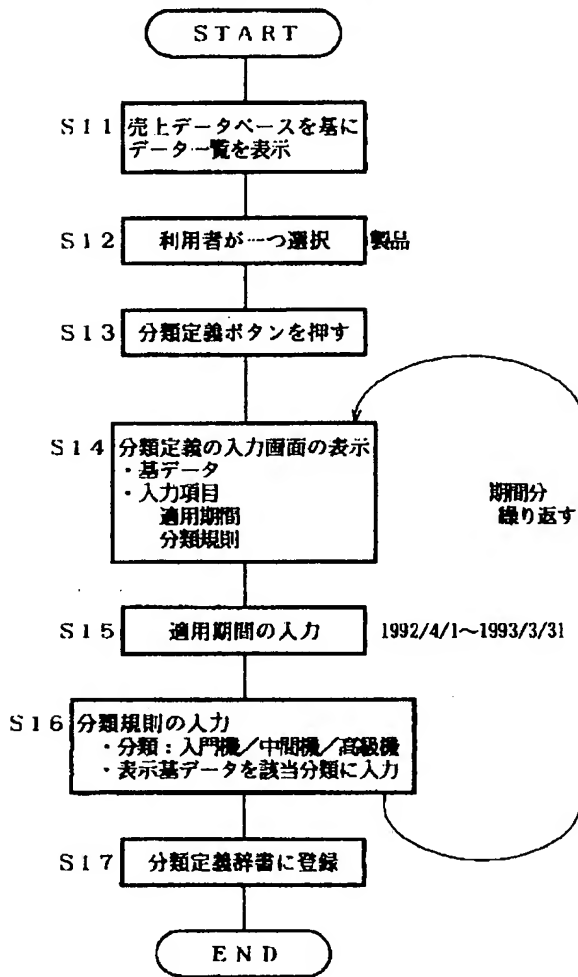 START
S11 売上データベースを基に
データ一覧を表示
S12 利用者が一つ選択 製品
S13 分類定義ボタンを押す
S14 分類定義の入力画面の表示
・基データ
・入力項目
適用期間
分類規則
期間分
繰り返す
S15 適用期間の入力 1992/4/1~1993/3/31
S16 分類規則の入力
・分類：入門機／中間機／高級機
・表示基データを該当分類に入力
S17 分類定義辞書に登録
END